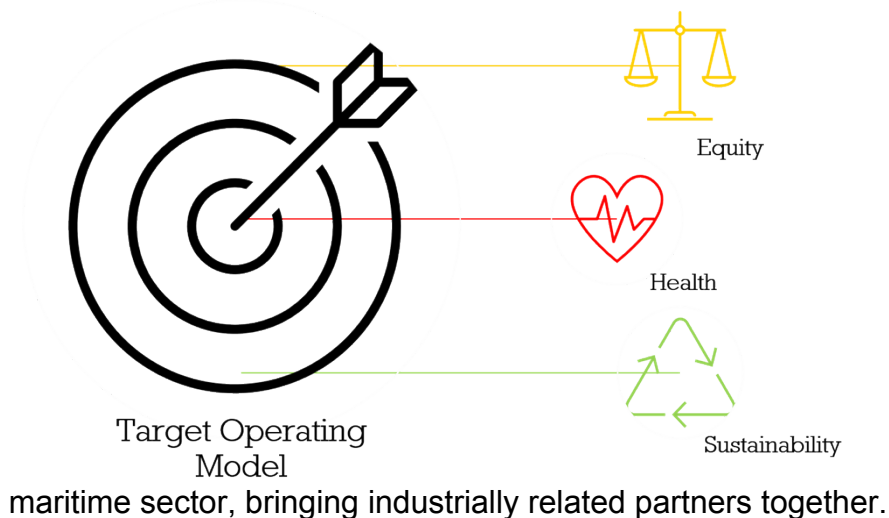 Equity
Health
Sustainability
Target Operating
Model
maritime sector, bringing industrially related partners together.